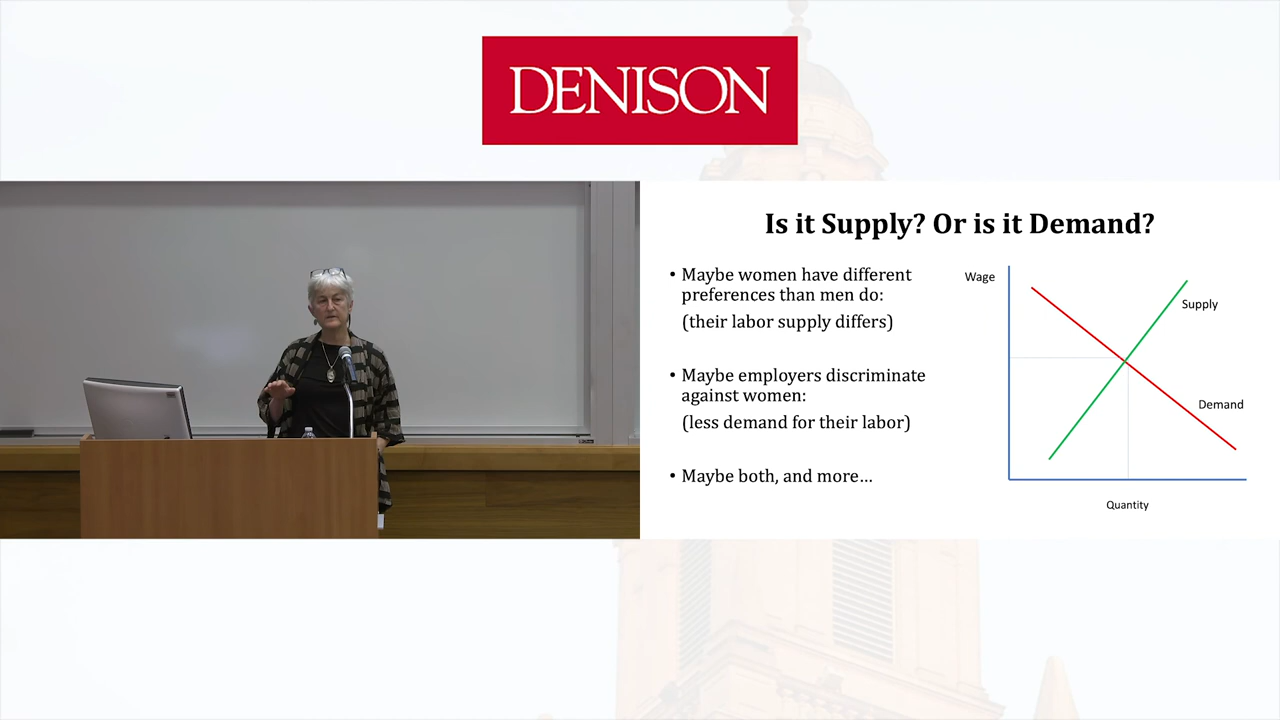 DENISON
Is it Supply? Or is it Demand?
• Maybe women have different
preferences than men do:
(their labor supply differs)
• Maybe employers discriminate
against women:
(less demand for their labor)
• Maybe both, and more…
Wage
Supply
Demand
Quantity